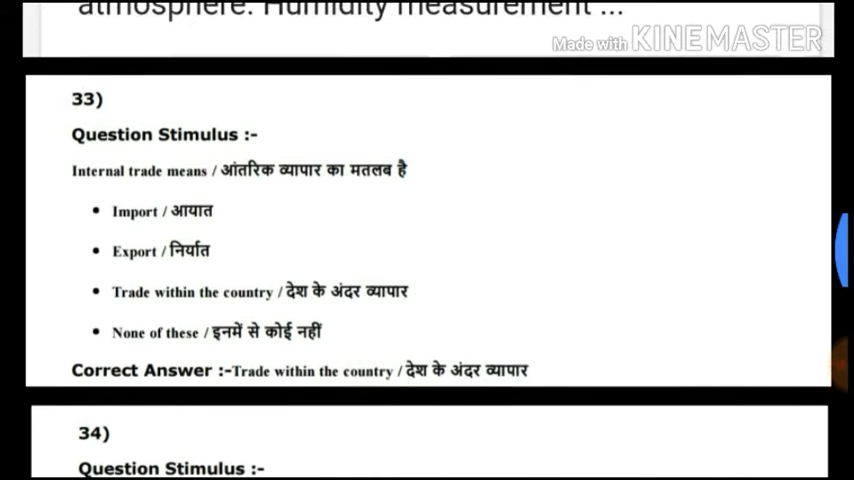 atmosphere. Humidity measurement ...
Made with KINEMASTER
33)
Question Stimulus :-
Internal trade means / आंतरिक व्यापार का मतलब है
• Import / आयात
• Export / निर्यात
• Trade within the country / देश के अंदर व्यापार
• None of these / इनमें से कोई नहीं
Correct Answer :-Trade within the country / देश के अंदर व्यापार
34)
Question Stimulus :-